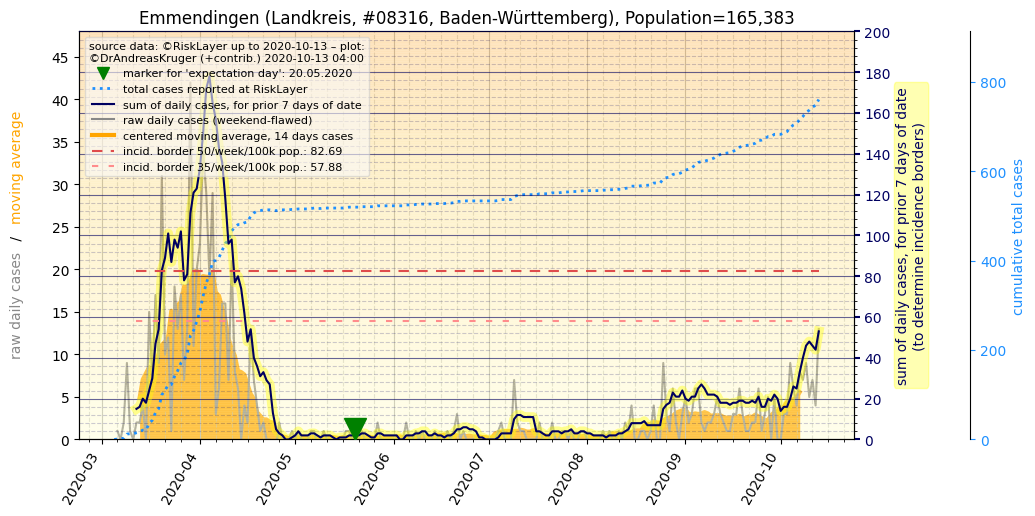 Emmendingen (Landkreis, #08316, Baden-Württemberg), Population=165,383
source data: ©RiskLayer up to 2020-10-13 – plot:
©DrAndreasKruger (+contrib.) 2020-10-13 04:00
marker for 'expectation day': 20.05.2020
total cases reported at RiskLayer
sum of daily cases, for prior 7 days of date
raw daily cases (weekend-flawed)
centered moving average, 14 days cases
incid. border 50/week/100k pop.: 82.69
incid. border 35/week/100k pop.: 57.88
raw daily cases / moving average
45
40
35
30
25
20
15
10
5
0
2020-03
2020-04
2020-05
2020-06
2020-07
2020-08
2020-09
2020-10
200
180
160
140
120
100
80
60
40
20
0
sum of daily cases, for prior 7 days of date
(to determine incidence borders)
800
600
400
200
0
cumulative total cases